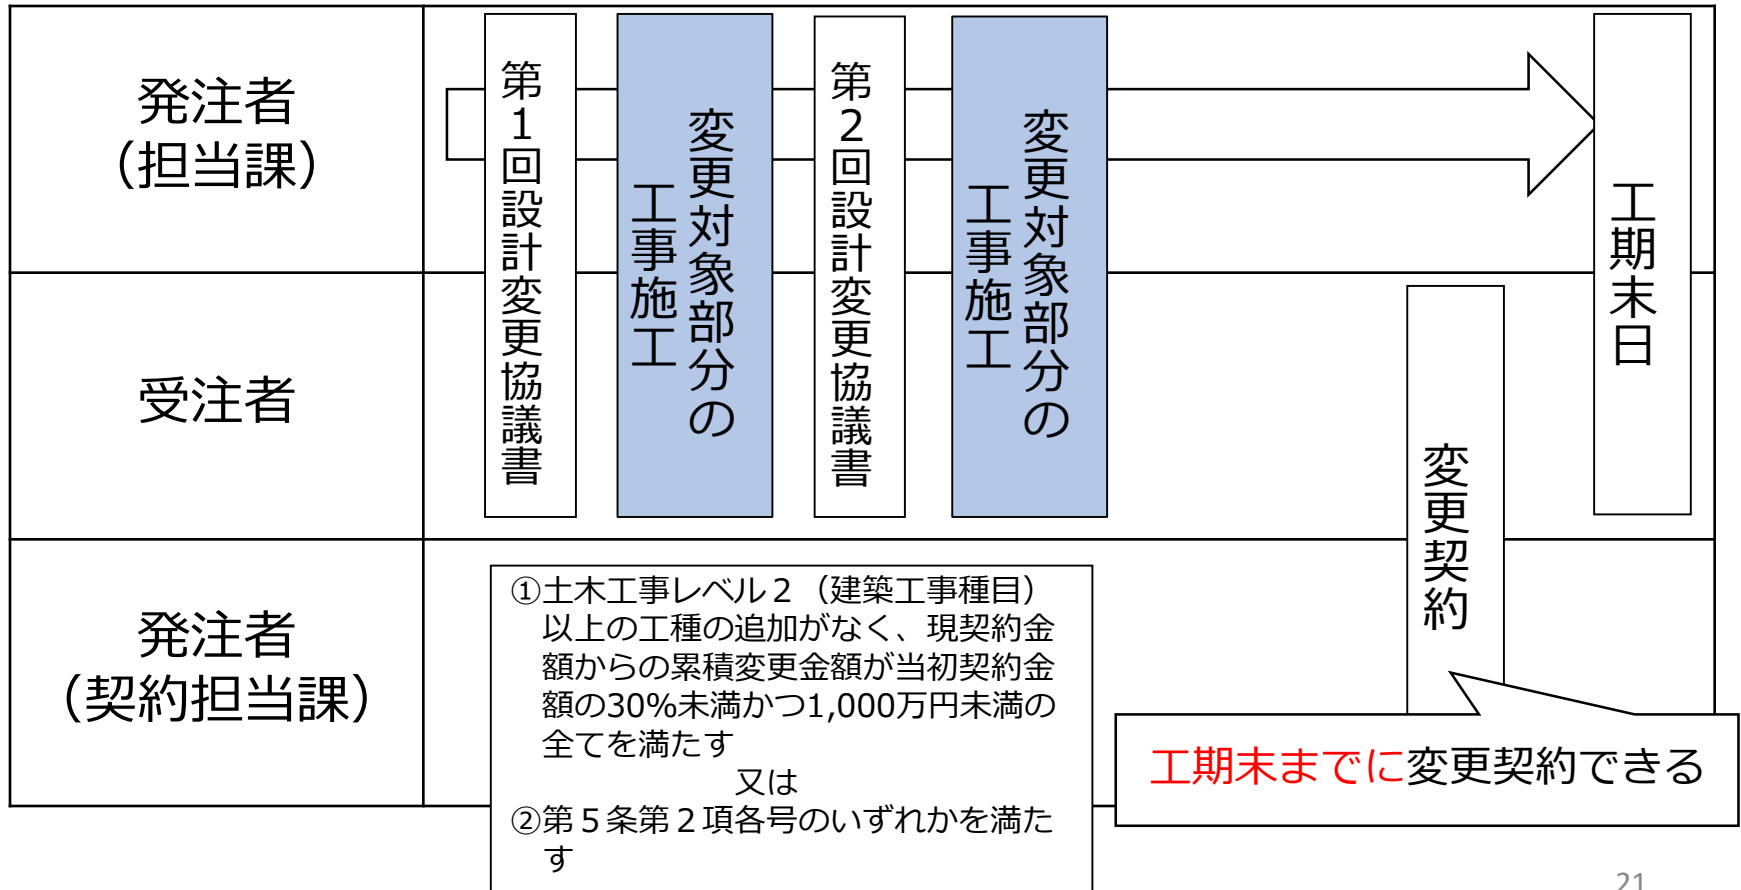 発注者
（担当課）
第１回設計変更協議書
変更対象部分の
工事施工
第２回設計変更協議書
変更対象部分の
工事施工
工期末日
受注者
変更契約
発注者
（契約担当課）
①土木工事レベル２（建築工事種目）
以上の工種の追加がなく、現契約金
額からの累積変更金額が当初契約金
額の30%未満かつ1,000万円未満の
全てを満たす
又は
②第５条第２項各号のいずれかを満た
す
工期末までに変更契約できる
21